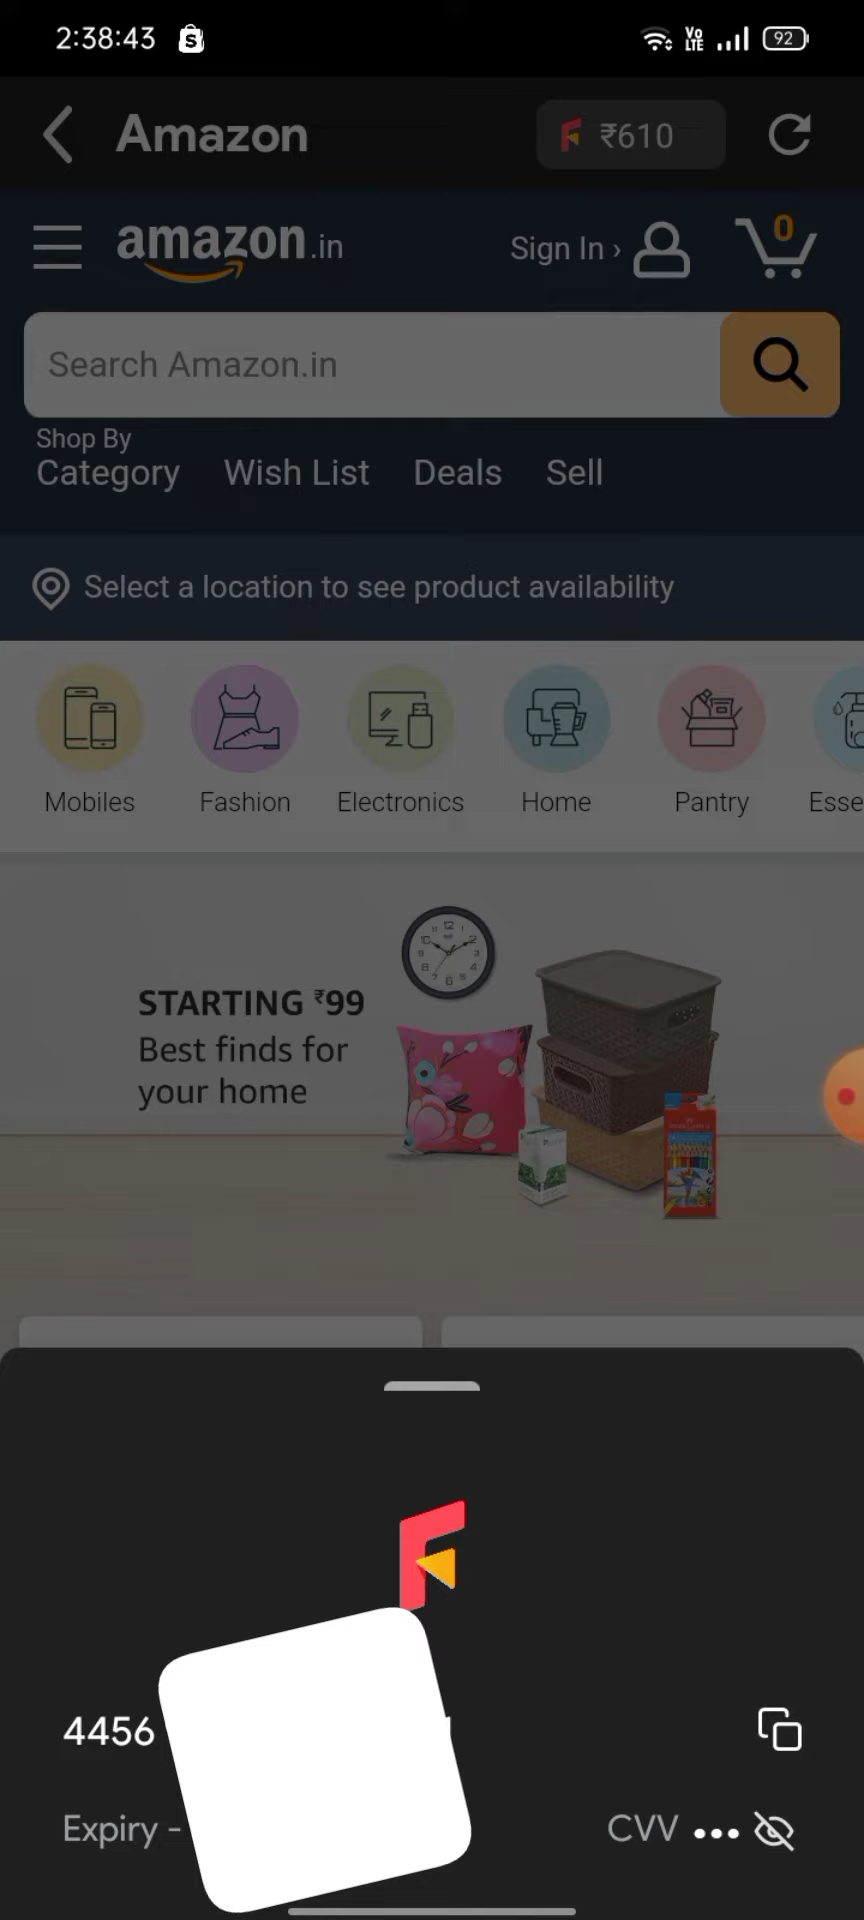 2:38:43 S Vo LTE 92
Amazon ₹610
amazon.in Sign In › 0
Search Amazon.in
Shop By
Category Wish List Deals Sell
Select a location to see product availability
Mobiles Fashion Electronics Home Pantry Esse
STARTING ₹99
Best finds for
your home
4456
Expiry - CVV •••